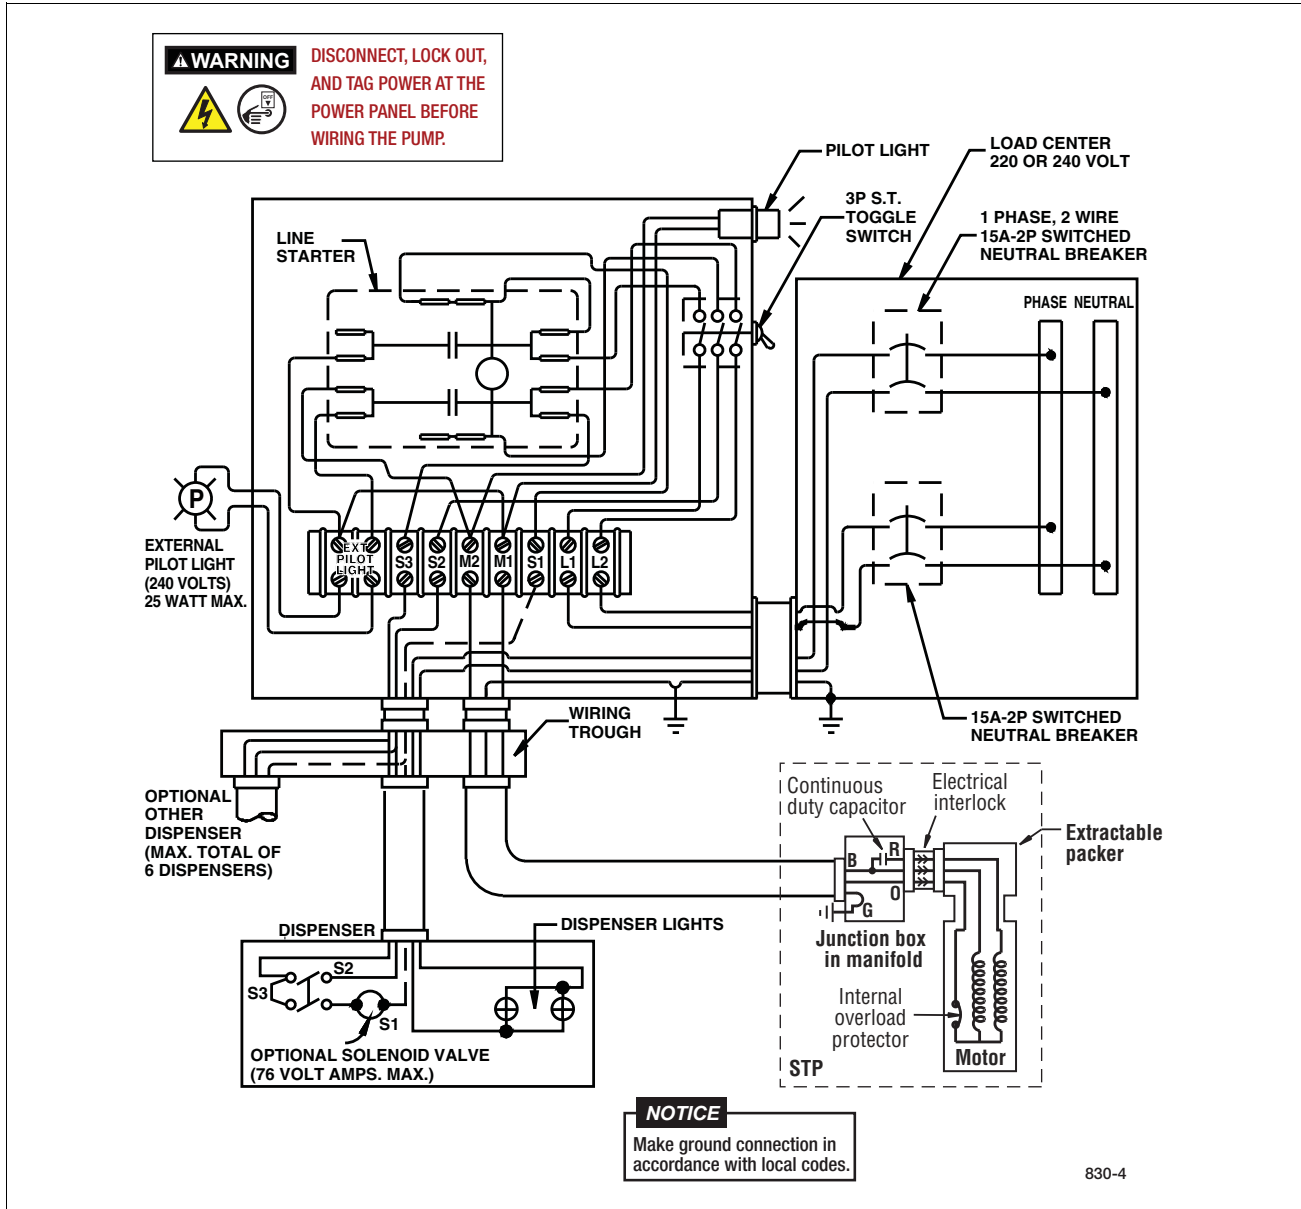 WARNING
DISCONNECT, LOCK OUT,
AND TAG POWER AT THE
POWER PANEL BEFORE
WIRING THE PUMP.
OFF
PILOT LIGHT
LOAD CENTER
220 OR 240 VOLT
3P S.T.
TOGGLE
SWITCH
1 PHASE, 2 WIRE
15A-2P SWITCHED
NEUTRAL BREAKER
LINE
STARTER
PHASE NEUTRAL
P
EXTERNAL
PILOT LIGHT
(240 VOLTS)
25 WATT MAX.
EXT
PILOT
LIGHT
S3 S2 M2 M1 S1 L1 L2
WIRING
TROUGH
15A-2P SWITCHED
NEUTRAL BREAKER
OPTIONAL
OTHER
DISPENSER
(MAX. TOTAL OF
6 DISPENSERS)
Continuous
duty capacitor
Electrical
interlock
Extractable
packer
B
R
O
G
Junction box
in manifold
Internal
overload
protector
Motor
STP
DISPENSER
DISPENSER LIGHTS
S2
S3
S1
OPTIONAL SOLENOID VALVE
(76 VOLT AMPS. MAX.)
NOTICE
Make ground connection in
accordance with local codes.
830-4